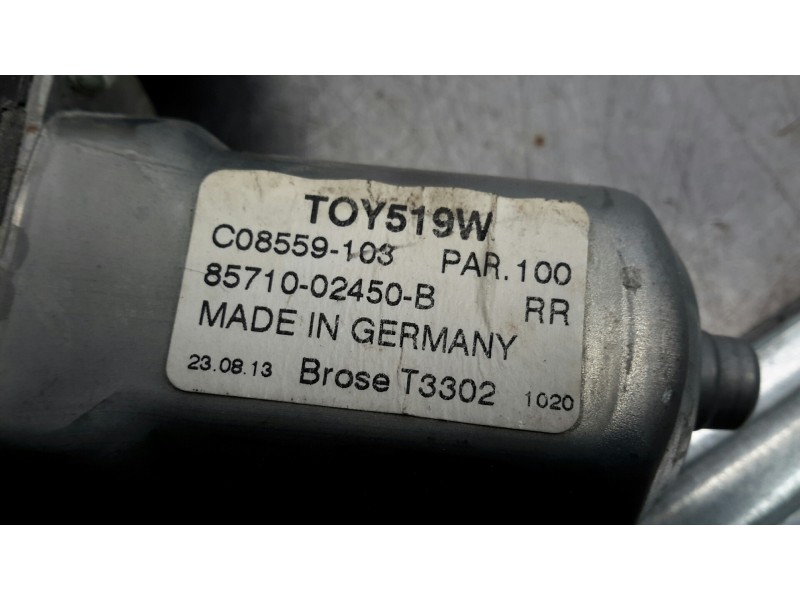 TOY519W
C08559-103 PAR.100
85710-02450-B RR
MADE IN GERMANY
23.08.13 Brose T3302 1020